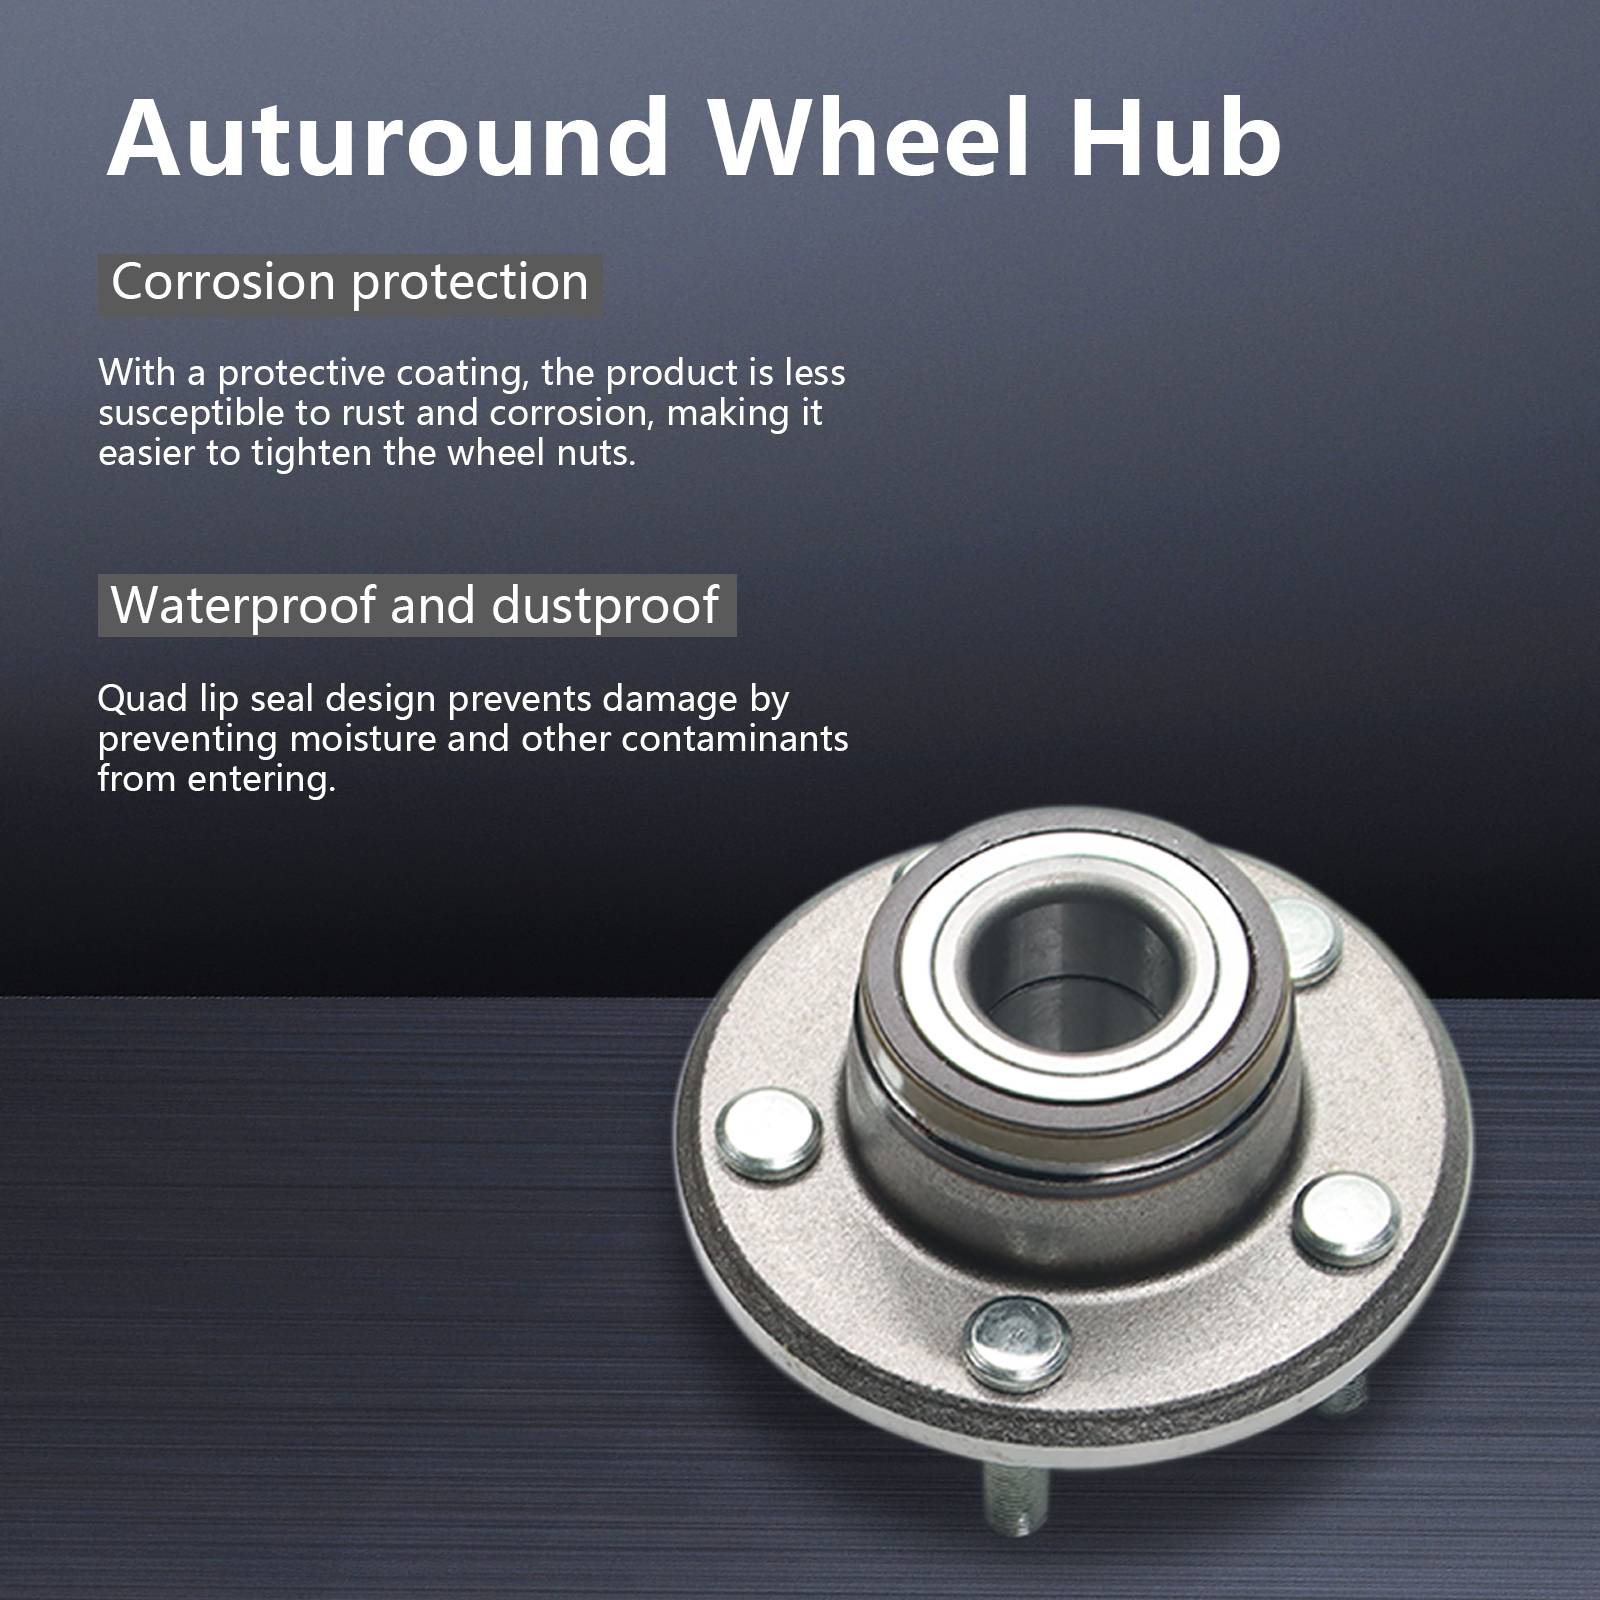 Auturound Wheel Hub
Corrosion protection
With a protective coating, the product is less
susceptible to rust and corrosion, making it
easier to tighten the wheel nuts.
Waterproof and dustproof
Quad lip seal design prevents damage by
preventing moisture and other contaminants
from entering.